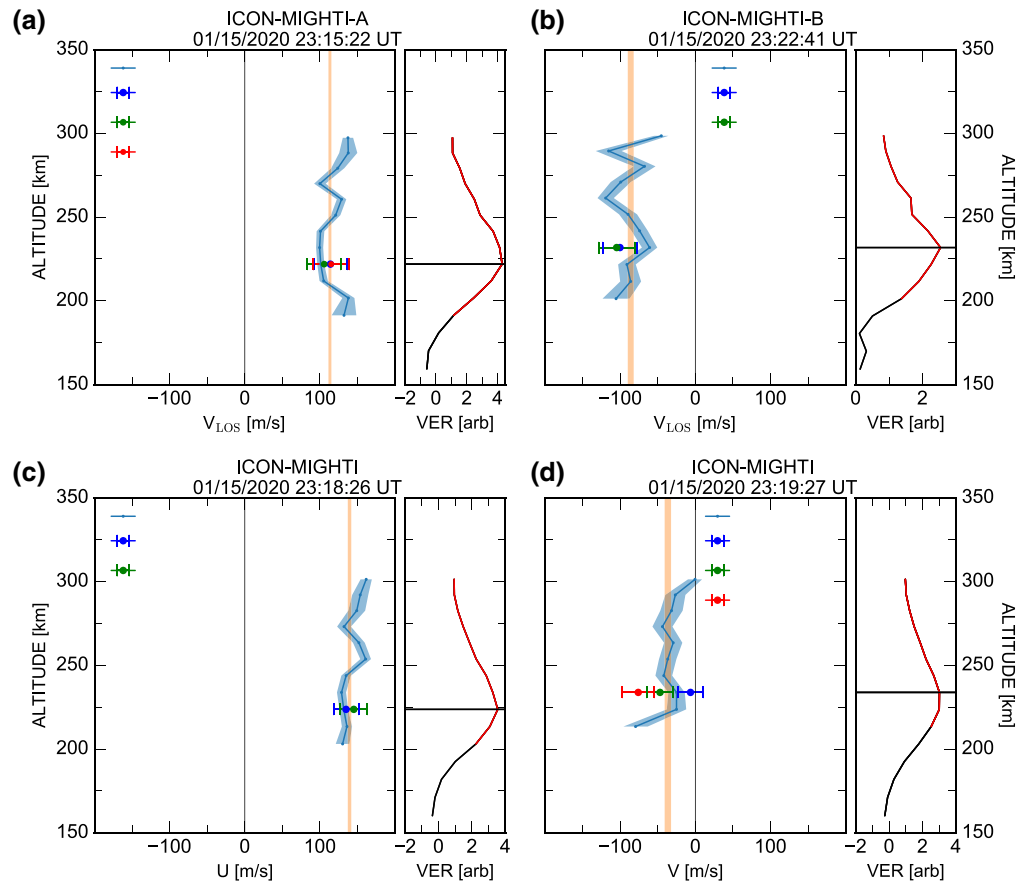 (a)
ICON-MIGHTI-A
01/15/2020 23:15:22 UT
350
300
250
200
150
ALTITUDE [km]
−100
0
100
V_LOS [m/s]
−2
0
2
4
VER [arb]
(b)
ICON-MIGHTI-B
01/15/2020 23:22:41 UT
−100
0
100
V_LOS [m/s]
0
2
VER [arb]
350
300
250
200
150
ALTITUDE [km]
(c)
ICON-MIGHTI
01/15/2020 23:18:26 UT
350
300
250
200
150
ALTITUDE [km]
−100
0
100
U [m/s]
−2
0
2
4
VER [arb]
(d)
ICON-MIGHTI
01/15/2020 23:19:27 UT
−100
0
100
V [m/s]
0
2
4
VER [arb]
350
300
250
200
150
ALTITUDE [km]